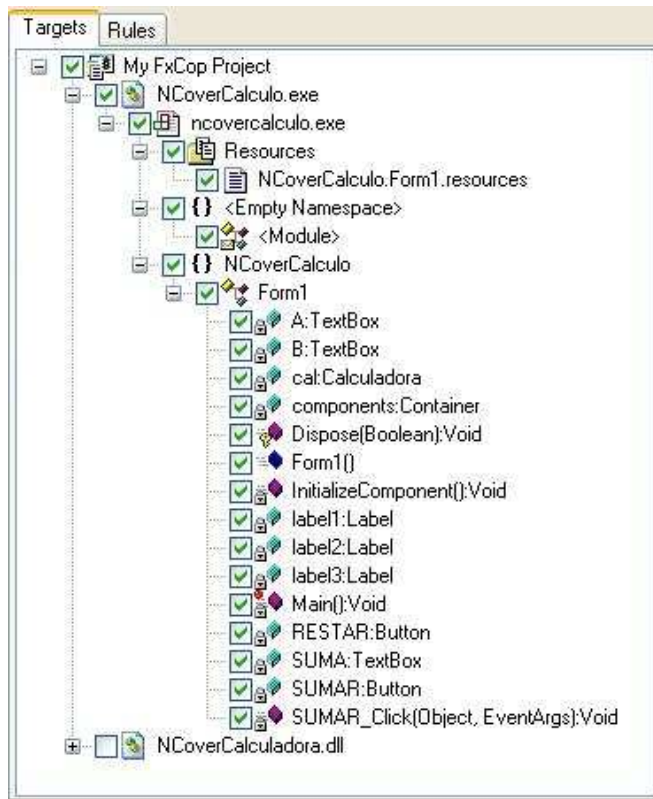 Targets Rules
My FxCop Project
NCoverCalculo.exe
ncovercalculo.exe
Resources
NCoverCalculo.Form1.resources
{} <Empty Namespace>
<Module>
{} NCoverCalculo
Form1
A:TextBox
B:TextBox
cal:Calculadora
components:Container
Dispose(Boolean):Void
Form1()
InitializeComponent():Void
label1:Label
label2:Label
label3:Label
Main():Void
RESTAR:Button
SUMA:TextBox
SUMAR:Button
SUMAR_Click(Object, EventArgs):Void
NCoverCalculadora.dll